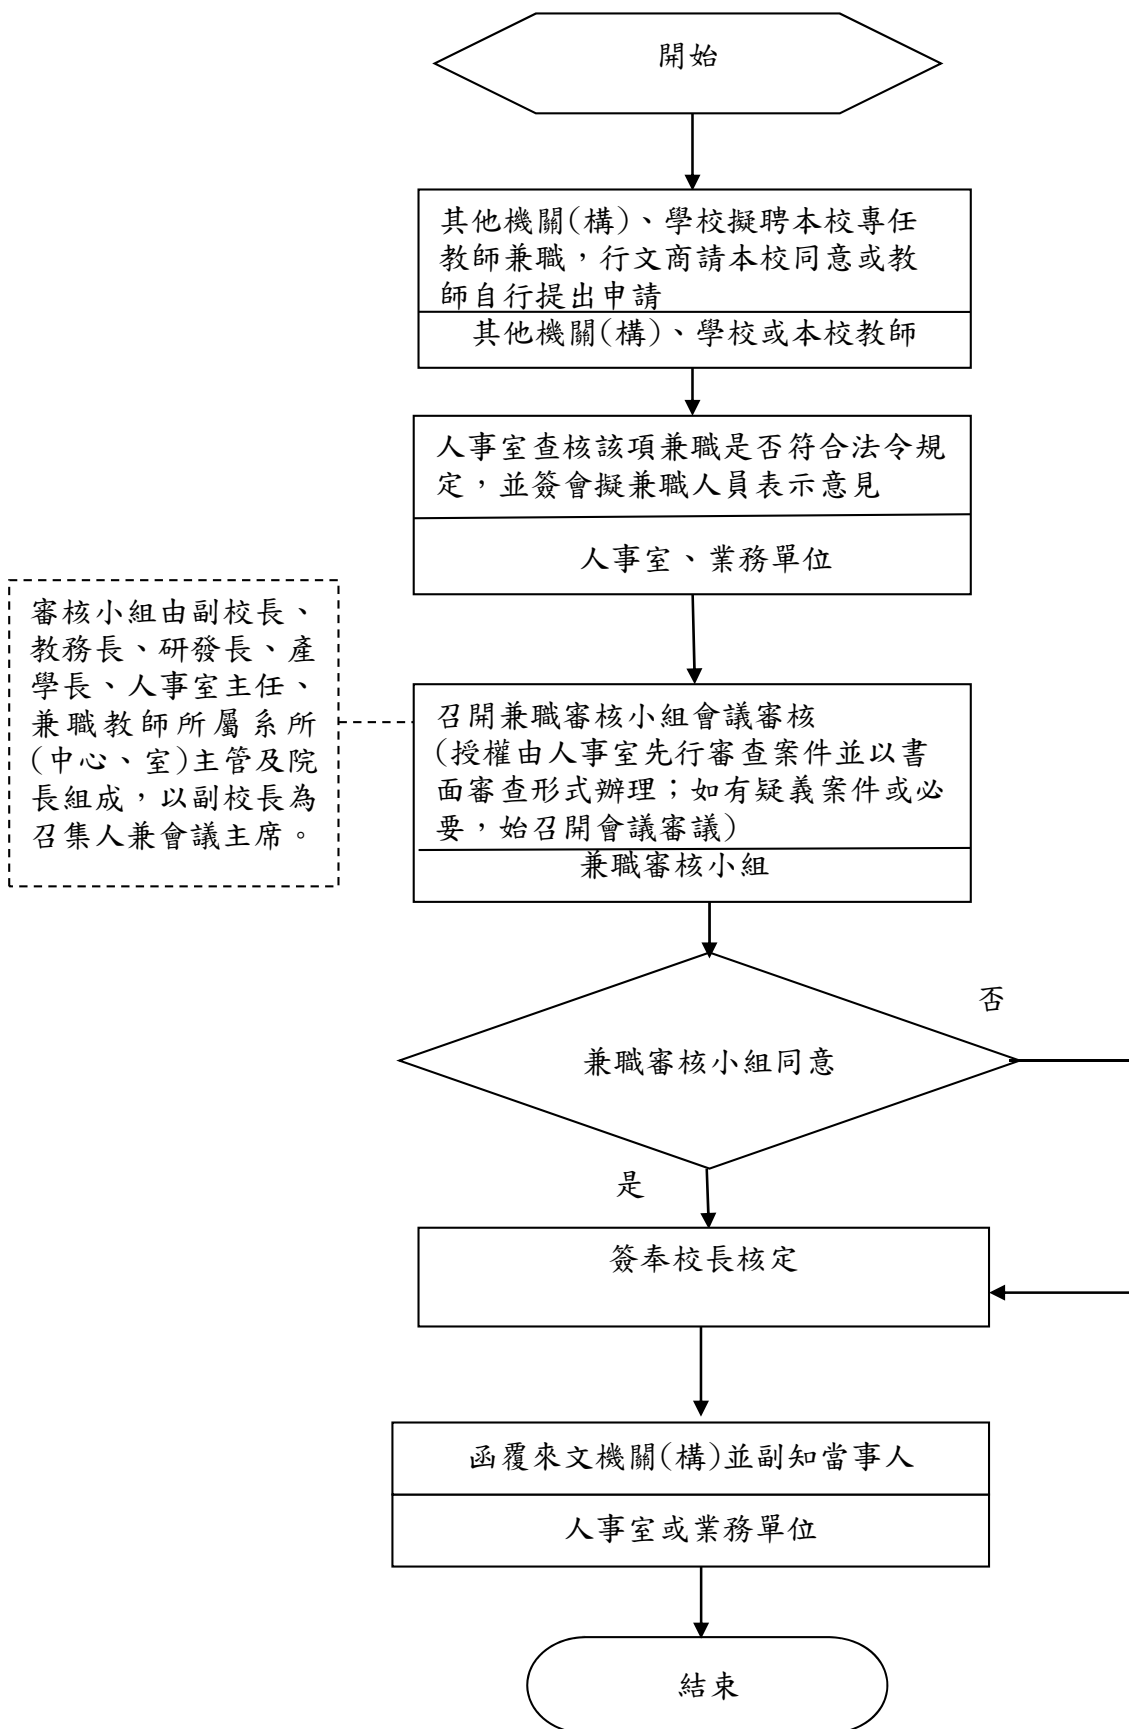 開始
其他機關(構)、學校擬聘本校專任
教師兼職,行文商請本校同意或教
師自行提出申請
其他機關(構)、學校或本校教師
人事室查核該項兼職是否符合法令規
定,並簽會擬兼職人員表示意見
人事室、業務單位
審核小組由副校長、
教務長、研發長、產
學長、人事室主任、
兼職教師所屬系所
(中心、室)主管及院
長組成,以副校長為
召集人兼會議主席。
召開兼職審核小組會議審核
(授權由人事室先行審查案件並以書
面審查形式辦理;如有疑義案件或必
要,始召開會議審議)
兼職審核小組
否
兼職審核小組同意
是
簽奉校長核定
函覆來文機關(構)並副知當事人
人事室或業務單位
結束